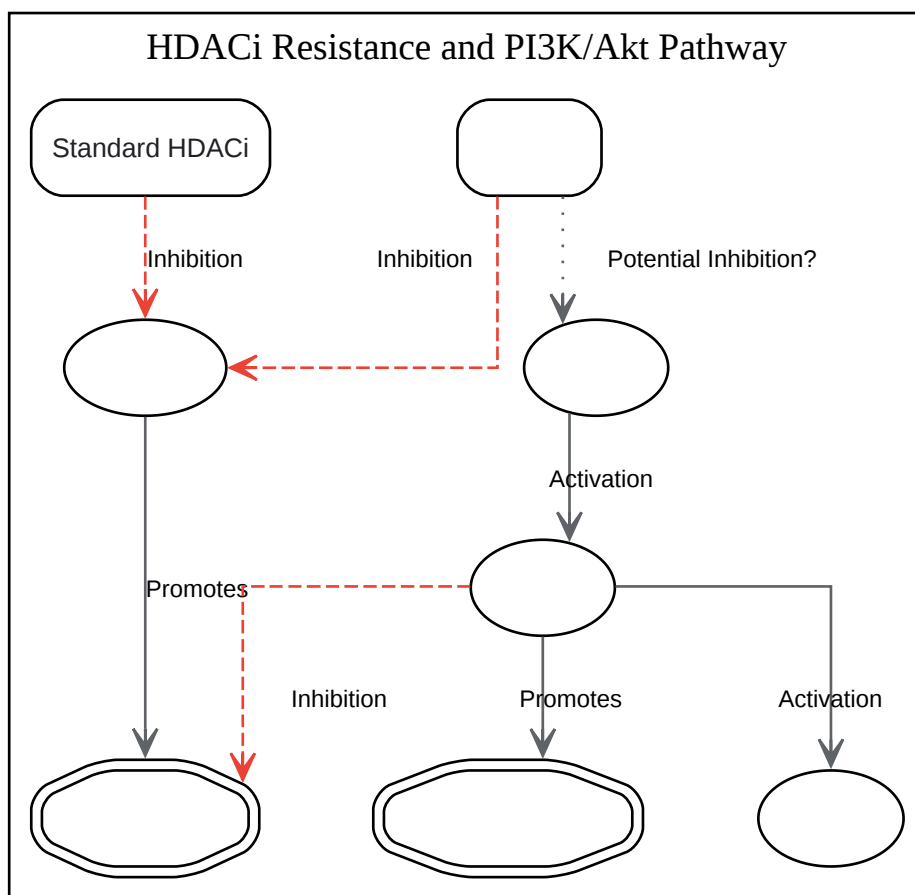 HDACi Resistance and PI3K/Akt Pathway
Standard HDACi
Inhibition
Inhibition
Potential Inhibition?
Activation
Promotes
Inhibition
Promotes
Activation